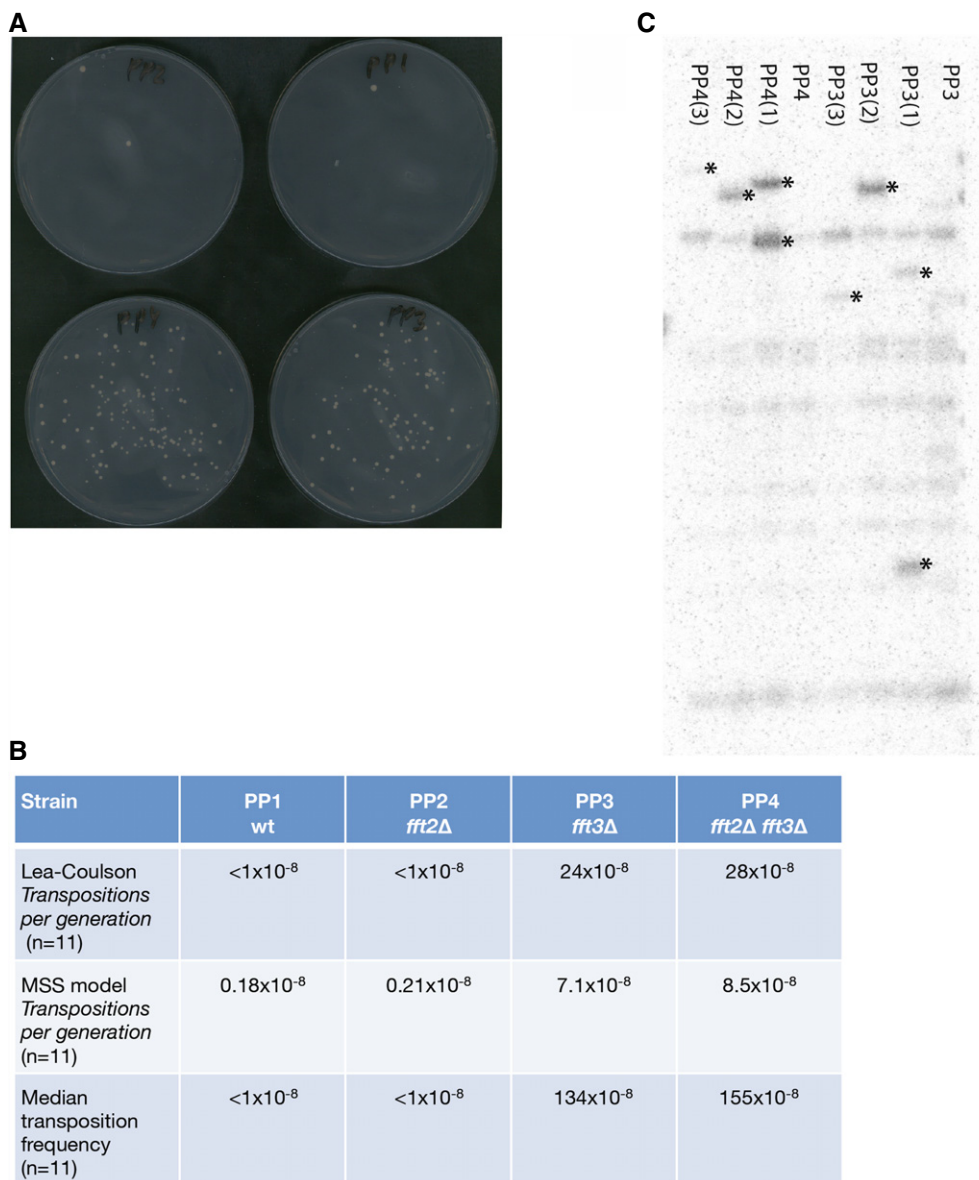 A
PP2
PP1
PP3
C
PP4(3)
PP4(2)
PP4(1)
PP4
PP3(3)
PP3(2)
PP3(1)
PP3
*
*
*
*
*
*
*
*
B
Strain
PP1
wt
PP2
fft2Δ
PP3
fft3Δ
PP4
fft2Δ fft3Δ
Lea-Coulson
Transpositions
per generation
(n=11)
<1x10⁻⁸
<1x10⁻⁸
24x10⁻⁸
28x10⁻⁸
MSS model
Transpositions
per generation
(n=11)
0.18x10⁻⁸
0.21x10⁻⁸
7.1x10⁻⁸
8.5x10⁻⁸
Median
transposition
frequency
(n=11)
<1x10⁻⁸
<1x10⁻⁸
134x10⁻⁸
155x10⁻⁸